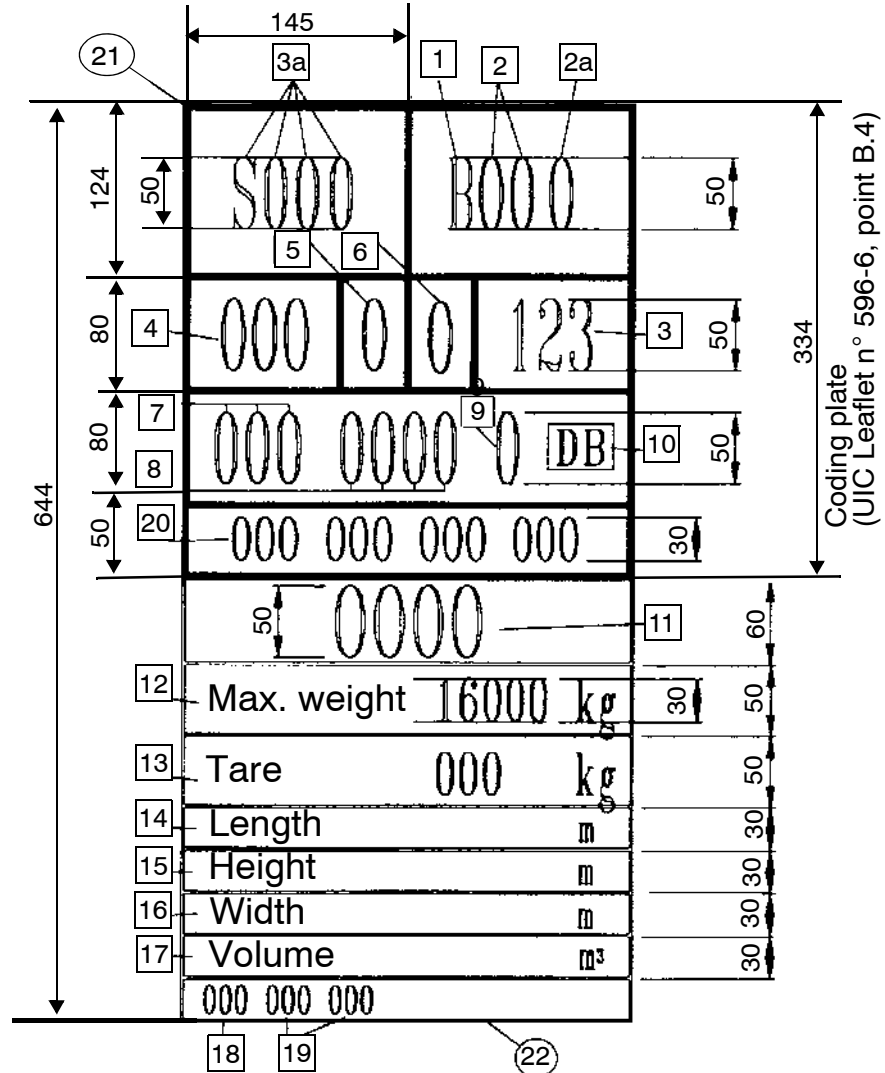 145
21 3a 1 2 2a
124 50 S000 B00 0 50
5 6
80 4 000 0 0 123 3 50
334
Coding plate
(UIC Leaflet n° 596-6, point B.4)
7 9
80 000 0000 0 DB 10 50
8
644
50 20 000 000 000 000 30
50 0000 11 60
12 Max. weight 16000 kg 30 50
13 Tare 000 kg 50
14 Length m 30
15 Height m 30
16 Width m 30
17 Volume m³ 30
000 000 000
18 19 22